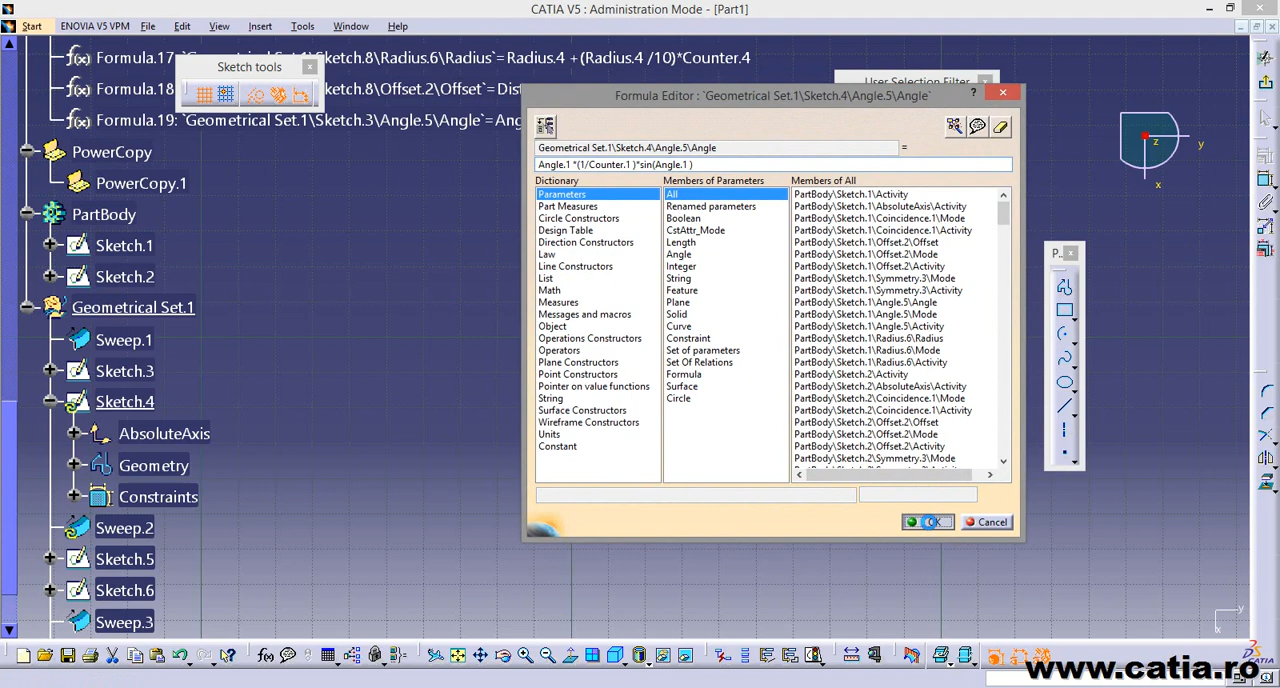 CATIA V5 : Administration Mode - [Part1]
Start ENOVIA V5 VPM File Edit View Insert Tools Window Help
Formula.17: `Geometrical Set.1\Sketch.8\Radius.6\Radius`=Radius.4 +(Radius.4 /10)*Counter.4
Sketch tools
User Selection Filter
Formula.18
ketch.8\Offset.2\Offset`=Dis
Formula Editor : `Geometrical Set.1\Sketch.4\Angle.5\Angle`
Formula.19: `Geometrical Set.1\Sketch.3\Angle.5\Angle`=Ang
Geometrical Set.1\Sketch.4\Angle.5\Angle =
Angle.1 *(1/Counter.1 )*sin(Angle.1 )
Dictionary Members of Parameters Members of All
Parameters All PartBody\Sketch.1\Activity
Part Measures Renamed parameters PartBody\Sketch.1\AbsoluteAxis\Activity
Circle Constructors Boolean PartBody\Sketch.1\Coincidence.1\Mode
Design Table CstAttr_Mode PartBody\Sketch.1\Coincidence.1\Activity
Direction Constructors Length PartBody\Sketch.1\Offset.2\Offset
Law Angle PartBody\Sketch.1\Offset.2\Mode
Line Constructors Integer PartBody\Sketch.1\Offset.2\Activity
List String PartBody\Sketch.1\Symmetry.3\Mode
Math Feature PartBody\Sketch.1\Symmetry.3\Activity
Measures Plane PartBody\Sketch.1\Angle.5\Angle
Messages and macros Solid PartBody\Sketch.1\Angle.5\Mode
Object Curve PartBody\Sketch.1\Angle.5\Activity
Operations Constructors Constraint PartBody\Sketch.1\Radius.6\Radius
Operators Set of parameters PartBody\Sketch.1\Radius.6\Mode
Plane Constructors Set Of Relations PartBody\Sketch.1\Radius.6\Activity
Point Constructors Formula PartBody\Sketch.2\Activity
Pointer on value functions Surface PartBody\Sketch.2\AbsoluteAxis\Activity
String Circle PartBody\Sketch.2\Coincidence.1\Mode
Surface Constructors PartBody\Sketch.2\Coincidence.1\Activity
Wireframe Constructors PartBody\Sketch.2\Offset.2\Offset
Units PartBody\Sketch.2\Offset.2\Mode
Constant PartBody\Sketch.2\Offset.2\Activity
PartBody\Sketch.2\Symmetry.3\Mode
OK Cancel
PowerCopy
PowerCopy.1
PartBody
Sketch.1
Sketch.2
Geometrical Set.1
Sweep.1
Sketch.3
Sketch.4
AbsoluteAxis
Geometry
Constraints
Sweep.2
Sketch.5
Sketch.6
Sweep.3
z
y
x
P..
y
x
www.catia.ro